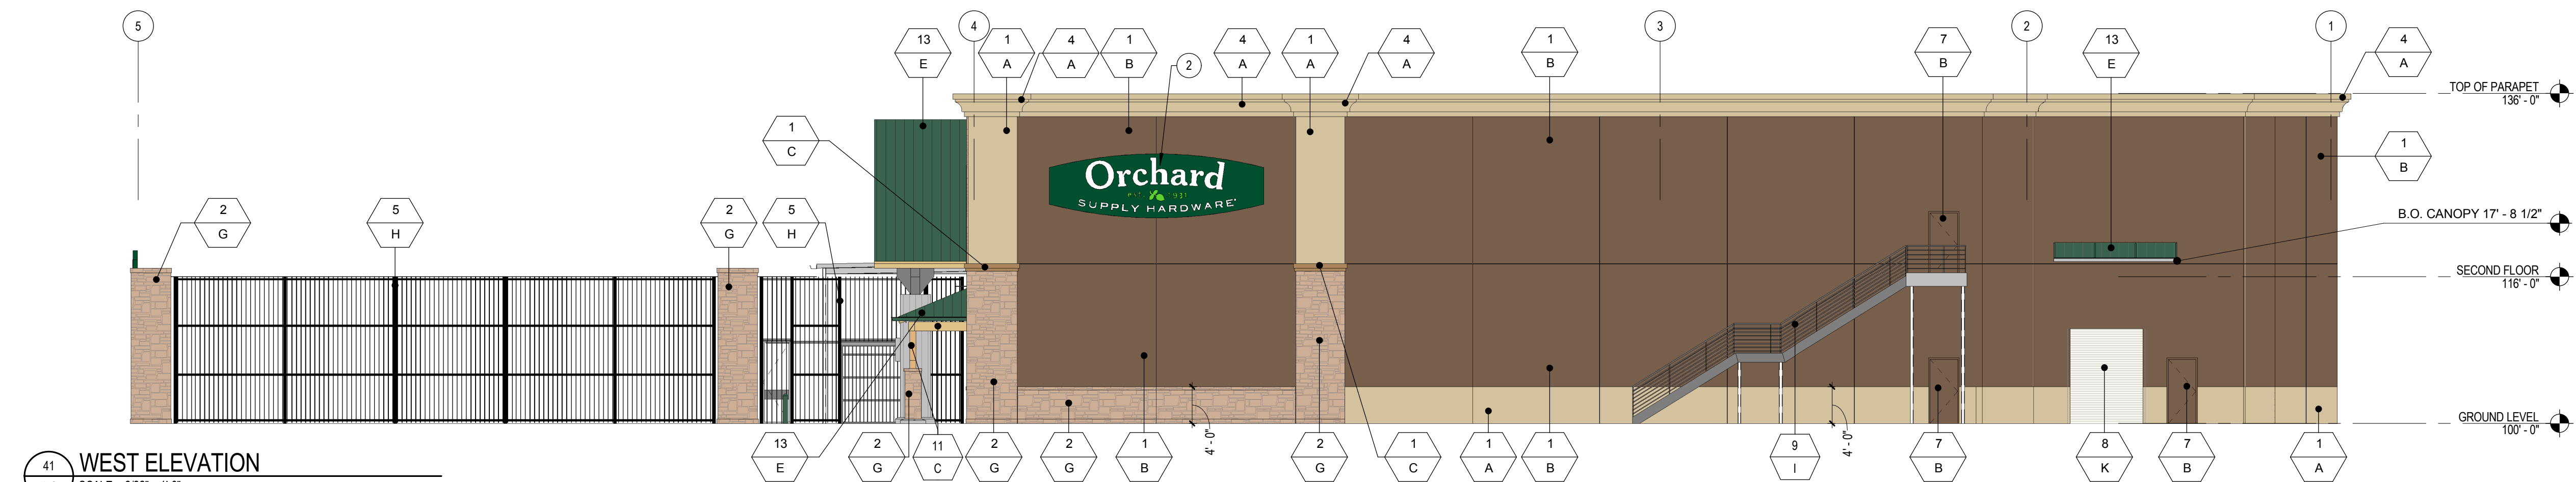 5
4
3
2
1
13
E
1
A
4
A
1
B
2
4
A
1
A
4
A
1
B
7
B
13
E
4
A
TOP OF PARAPET
136' - 0"
1
C
1
B
Orchard
EST. 1931
SUPPLY HARDWARE
2
G
5
H
2
G
5
H
B.O. CANOPY 17' - 8 1/2"
SECOND FLOOR
116' - 0"
GROUND LEVEL
100' - 0"
4' - 0"
4' - 0"
13
E
2
G
11
C
2
G
2
G
1
B
2
G
1
C
1
A
1
B
9
I
7
B
8
K
7
B
1
A
41
WEST ELEVATION